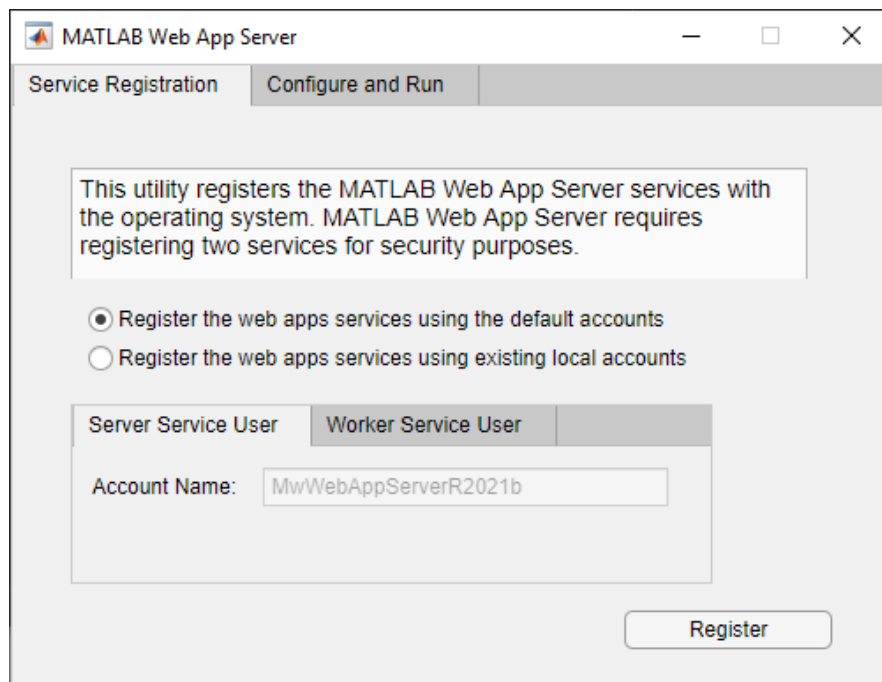 MATLAB Web App Server
Service Registration
Configure and Run
This utility registers the MATLAB Web App Server services with
the operating system. MATLAB Web App Server requires
registering two services for security purposes.
Register the web apps services using the default accounts
Register the web apps services using existing local accounts
Server Service User
Worker Service User
Account Name:
MwWebAppServerR2021b
Register